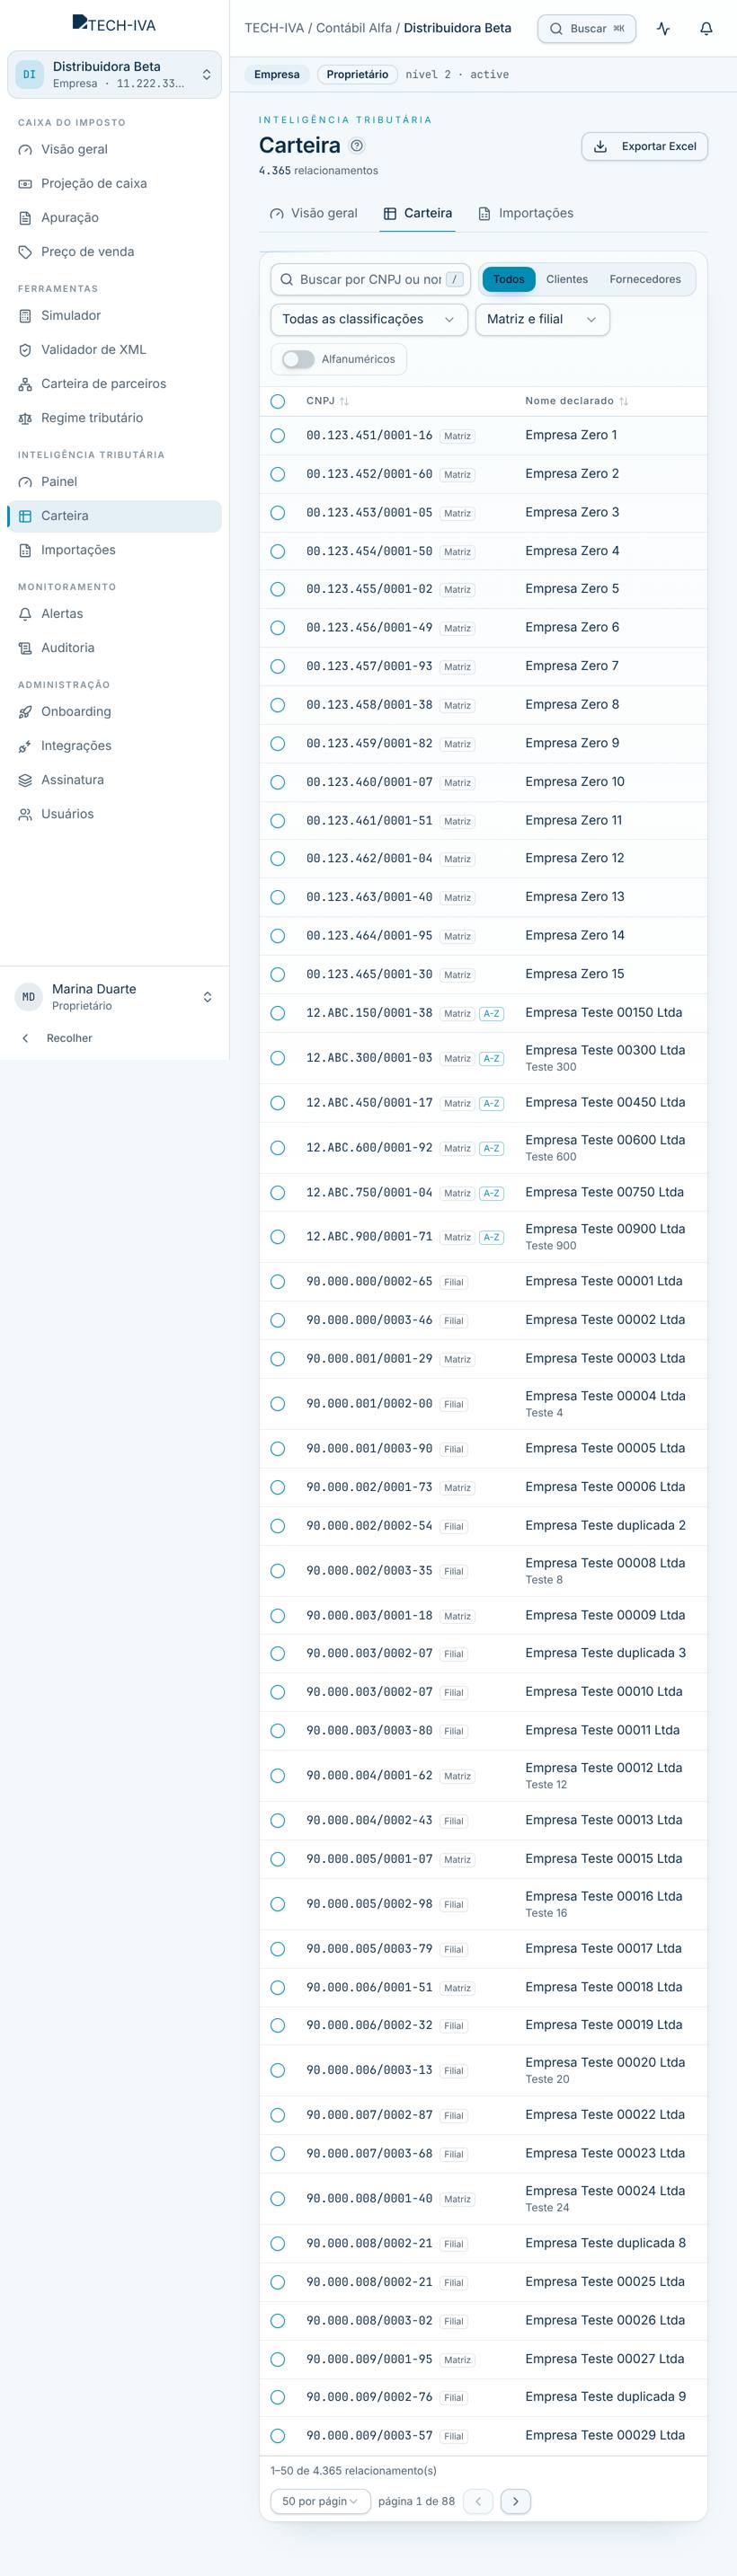 TECH-IVA
DI
Distribuidora Beta
Empresa · 11.222.33...
CAIXA DO IMPOSTO
Visão geral
Projeção de caixa
Apuração
Preço de venda
FERRAMENTAS
Simulador
Validador de XML
Carteira de parceiros
Regime tributário
INTELIGÊNCIA TRIBUTÁRIA
Painel
Carteira
Importações
MONITORAMENTO
Alertas
Auditoria
ADMINISTRAÇÃO
Onboarding
Integrações
Assinatura
Usuários
MD
Marina Duarte
Proprietário
Recolher
TECH-IVA / Contábil Alfa / Distribuidora Beta
Buscar ⌘K
Empresa Proprietário nível 2 · active
INTELIGÊNCIA TRIBUTÁRIA
Carteira
4.365 relacionamentos
Exportar Excel
Visão geral Carteira Importações
Buscar por CNPJ ou nor /
Todos Clientes Fornecedores
Todas as classificações Matriz e filial
Alfanuméricos
CNPJ Nome declarado
00.123.451/0001-16 Matriz Empresa Zero 1
00.123.452/0001-60 Matriz Empresa Zero 2
00.123.453/0001-05 Matriz Empresa Zero 3
00.123.454/0001-50 Matriz Empresa Zero 4
00.123.455/0001-02 Matriz Empresa Zero 5
00.123.456/0001-49 Matriz Empresa Zero 6
00.123.457/0001-93 Matriz Empresa Zero 7
00.123.458/0001-38 Matriz Empresa Zero 8
00.123.459/0001-82 Matriz Empresa Zero 9
00.123.460/0001-07 Matriz Empresa Zero 10
00.123.461/0001-51 Matriz Empresa Zero 11
00.123.462/0001-04 Matriz Empresa Zero 12
00.123.463/0001-40 Matriz Empresa Zero 13
00.123.464/0001-95 Matriz Empresa Zero 14
00.123.465/0001-30 Matriz Empresa Zero 15
12.ABC.150/0001-38 Matriz A-Z Empresa Teste 00150 Ltda
12.ABC.300/0001-03 Matriz A-Z Empresa Teste 00300 Ltda
Teste 300
12.ABC.450/0001-17 Matriz A-Z Empresa Teste 00450 Ltda
12.ABC.600/0001-92 Matriz A-Z Empresa Teste 00600 Ltda
Teste 600
12.ABC.750/0001-04 Matriz A-Z Empresa Teste 00750 Ltda
12.ABC.900/0001-71 Matriz A-Z Empresa Teste 00900 Ltda
Teste 900
90.000.000/0002-65 Filial Empresa Teste 00001 Ltda
90.000.000/0003-46 Filial Empresa Teste 00002 Ltda
90.000.001/0001-29 Matriz Empresa Teste 00003 Ltda
90.000.001/0002-00 Filial Empresa Teste 00004 Ltda
Teste 4
90.000.001/0003-90 Filial Empresa Teste 00005 Ltda
90.000.002/0001-73 Matriz Empresa Teste 00006 Ltda
90.000.002/0002-54 Filial Empresa Teste duplicada 2
90.000.002/0003-35 Filial Empresa Teste 00008 Ltda
Teste 8
90.000.003/0001-18 Matriz Empresa Teste 00009 Ltda
90.000.003/0002-07 Filial Empresa Teste duplicada 3
90.000.003/0002-07 Filial Empresa Teste 00010 Ltda
90.000.003/0003-80 Filial Empresa Teste 00011 Ltda
90.000.004/0001-62 Matriz Empresa Teste 00012 Ltda
Teste 12
90.000.004/0002-43 Filial Empresa Teste 00013 Ltda
90.000.005/0001-07 Matriz Empresa Teste 00015 Ltda
90.000.005/0002-98 Filial Empresa Teste 00016 Ltda
Teste 16
90.000.005/0003-79 Filial Empresa Teste 00017 Ltda
90.000.006/0001-51 Matriz Empresa Teste 00018 Ltda
90.000.006/0002-32 Filial Empresa Teste 00019 Ltda
90.000.006/0003-13 Filial Empresa Teste 00020 Ltda
Teste 20
90.000.007/0002-87 Filial Empresa Teste 00022 Ltda
90.000.007/0003-68 Filial Empresa Teste 00023 Ltda
90.000.008/0001-40 Matriz Empresa Teste 00024 Ltda
Teste 24
90.000.008/0002-21 Filial Empresa Teste duplicada 8
90.000.008/0002-21 Filial Empresa Teste 00025 Ltda
90.000.008/0003-02 Filial Empresa Teste 00026 Ltda
90.000.009/0001-95 Matriz Empresa Teste 00027 Ltda
90.000.009/0002-76 Filial Empresa Teste duplicada 9
90.000.009/0003-57 Filial Empresa Teste 00029 Ltda
1–50 de 4.365 relacionamento(s)
50 por págin página 1 de 88